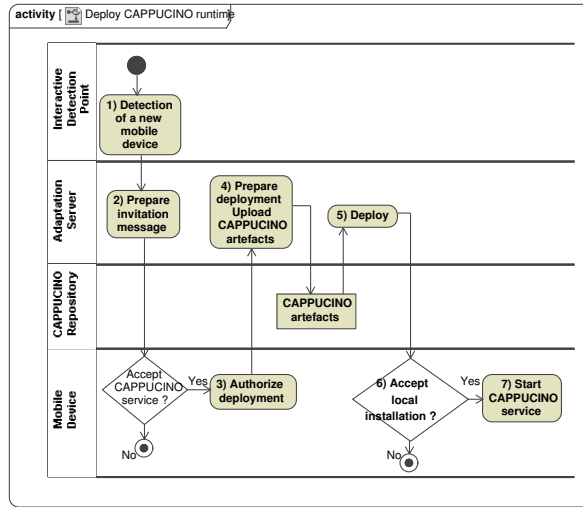 activity [ Deploy CAPPUCINO runtime
Interactive
Detection
Point
1) Detection
of a new
mobile
device
Adaptation
Server
2) Prepare
invitation
message
4) Prepare
deployment
Upload
CAPPUCINO
artefacts
5) Deploy
CAPPUCINO
Repository
CAPPUCINO
artefacts
Mobile
Device
Accept
CAPPUCINO
service ?
Yes
No
3) Authorize
deployment
6) Accept
local
installation ?
Yes
No
7) Start
CAPPUCINO
service